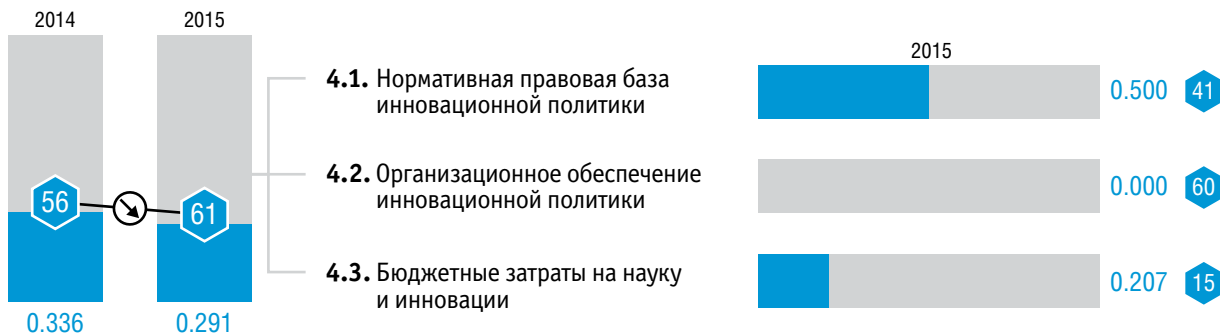 2014
2015
56
61
0.336
0.291
4.1. Нормативная правовая база
инновационной политики
4.2. Организационное обеспечение
инновационной политики
4.3. Бюджетные затраты на науку
и инновации
2015
0.500
41
0.000
60
0.207
15